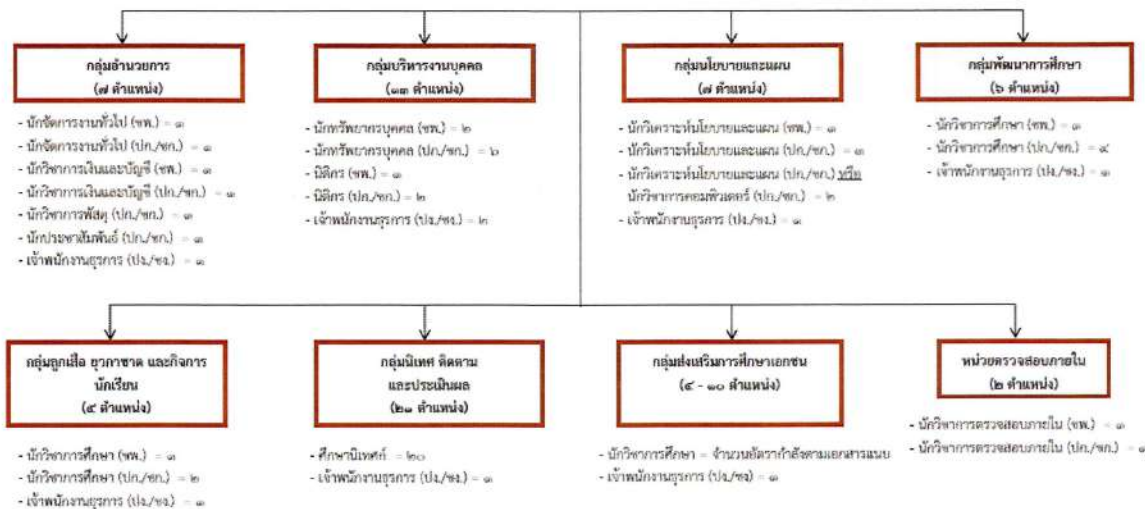 กลุ่มอำนวยการ
(๗ ตำแหน่ง)
- นักจัดการงานทั่วไป (ชพ.) = ๑
- นักจัดการงานทั่วไป (ปก./ชก.) = ๑
- นักวิชาการเงินและบัญชี (ชพ.) = ๑
- นักวิชาการเงินและบัญชี (ปก./ชก.) = ๑
- นักวิชาการพัสดุ (ปก./ชก.) = ๑
- นักประชาสัมพันธ์ (ปก./ชก.) = ๑
- เจ้าพนักงานธุรการ (ปง./ชง.) = ๑
กลุ่มบริหารงานบุคคล
(๑๓ ตำแหน่ง)
- นักทรัพยากรบุคคล (ชพ.) = ๒
- นักทรัพยากรบุคคล (ปก./ชก.) = ๖
- นิติกร (ชพ.) = ๑
- นิติกร (ปก./ชก.) = ๒
- เจ้าพนักงานธุรการ (ปง./ชง.) = ๒
กลุ่มนโยบายและแผน
(๗ ตำแหน่ง)
- นักวิเคราะห์นโยบายและแผน (ชพ.) = ๑
- นักวิเคราะห์นโยบายและแผน (ปก./ชก.) = ๓
- นักวิเคราะห์นโยบายและแผน (ปก./ชก.) หรือ
นักวิชาการคอมพิวเตอร์ (ปก./ชก.) = ๒
- เจ้าพนักงานธุรการ (ปง./ชง.) = ๑
กลุ่มพัฒนาการศึกษา
(๖ ตำแหน่ง)
- นักวิชาการศึกษา (ชพ.) = ๑
- นักวิชาการศึกษา (ปก./ชก.) = ๔
- เจ้าพนักงานธุรการ (ปง./ชง.) = ๑
กลุ่มลูกเสือ ยุวกาชาด และกิจการ
นักเรียน
(๔ ตำแหน่ง)
- นักวิชาการศึกษา (ชพ.) = ๑
- นักวิชาการศึกษา (ปก./ชก.) = ๒
- เจ้าพนักงานธุรการ (ปง./ชง.) = ๑
กลุ่มนิเทศ ติดตาม
และประเมินผล
(๒๑ ตำแหน่ง)
- ศึกษานิเทศก์ = ๒๐
- เจ้าพนักงานธุรการ (ปง./ชง.) = ๑
กลุ่มส่งเสริมการศึกษาเอกชน
(๔ - ๑๐ ตำแหน่ง)
- นักวิชาการศึกษา = จำนวนอัตรากำลังตามเอกสารแนบ
- เจ้าพนักงานธุรการ (ปง./ชง) = ๑
หน่วยตรวจสอบภายใน
(๒ ตำแหน่ง)
- นักวิชาการตรวจสอบภายใน (ชพ.) = ๑
- นักวิชาการตรวจสอบภายใน (ปก./ชก.) = ๑